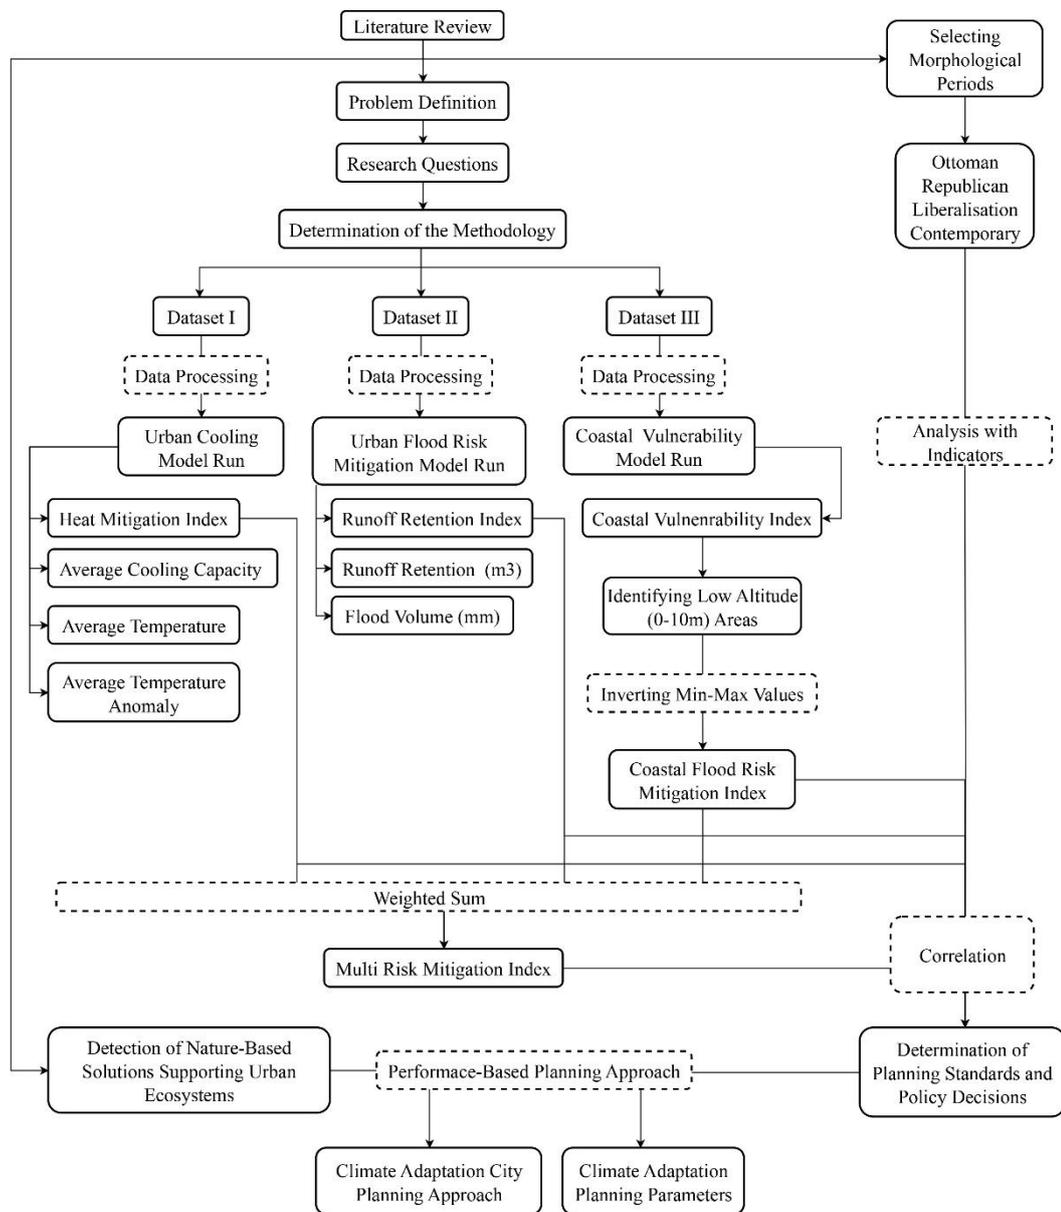 Literature Review
Selecting
Morphological
Periods
Problem Definition
Research Questions
Ottoman
Republican
Liberalisation
Contemporary
Determination of the Methodology
Dataset I
Dataset II
Dataset III
Data Processing
Data Processing
Data Processing
Urban Cooling
Model Run
Urban Flood Risk
Mitigation Model Run
Coastal Vulnerability
Model Run
Analysis with
Indicators
Heat Mitigation Index
Runoff Retention Index
Coastal Vulnenrability Index
Average Cooling Capacity
Runoff Retention (m3)
Identifying Low Altitude
(0-10m) Areas
Average Temperature
Flood Volume (mm)
Average Temperature
Anomaly
Inverting Min-Max Values
Coastal Flood Risk
Mitigation Index
Weighted Sum
Multi Risk Mitigation Index
Correlation
Detection of Nature-Based
Solutions Supporting Urban
Ecosystems
Performace-Based Planning Approach
Determination of
Planning Standards and
Policy Decisions
Climate Adaptation City
Planning Approach
Climate Adaptation
Planning Parameters